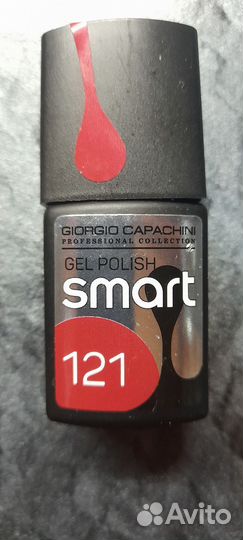 GIORGIO CAPACHINI
PROFESSIONAL COLLECTION
GEL POLISH
smart
121
Avito